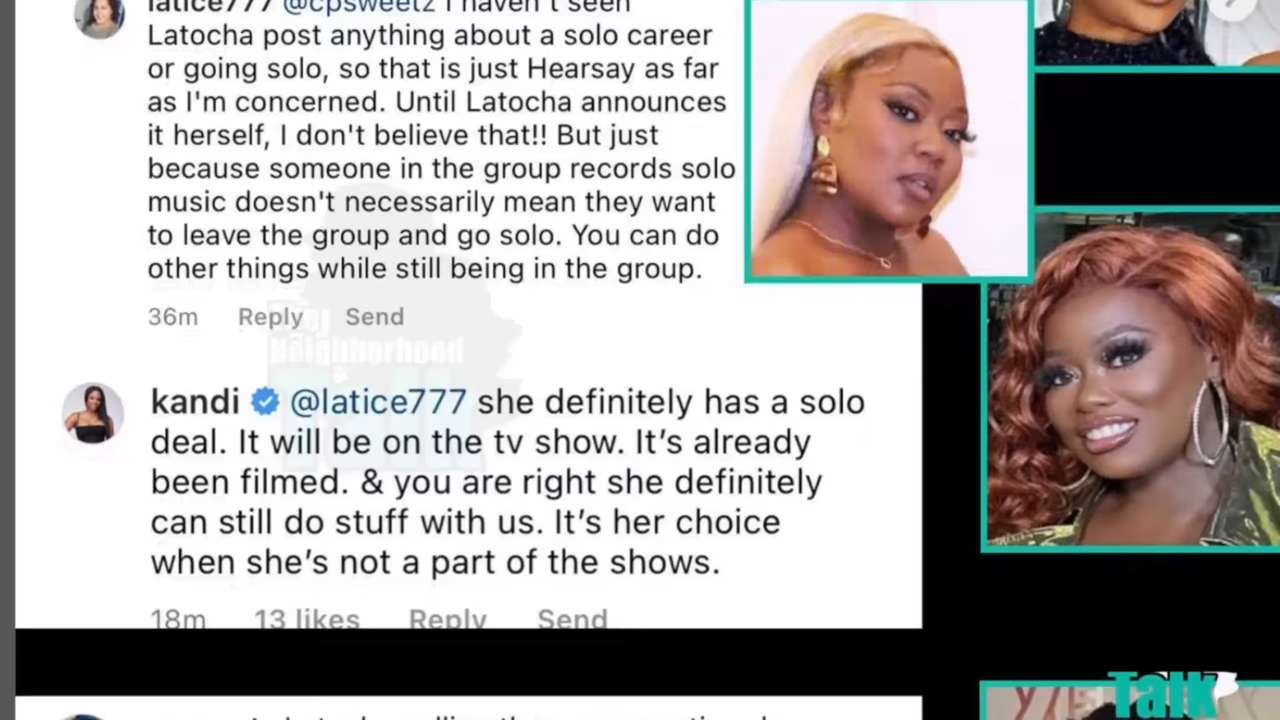 latice777 @cpsweetz I haven't seen
Latocha post anything about a solo career
or going solo, so that is just Hearsay as far
as I'm concerned. Until Latocha announces
it herself, I don't believe that!! But just
because someone in the group records solo
music doesn't necessarily mean they want
to leave the group and go solo. You can do
other things while still being in the group.
36m Reply Send
Neighborhood
Talk
kandi @latice777 she definitely has a solo
deal. It will be on the tv show. It's already
been filmed. & you are right she definitely
can still do stuff with us. It's her choice
when she's not a part of the shows.
18m 13 likes Reply Send
Talk